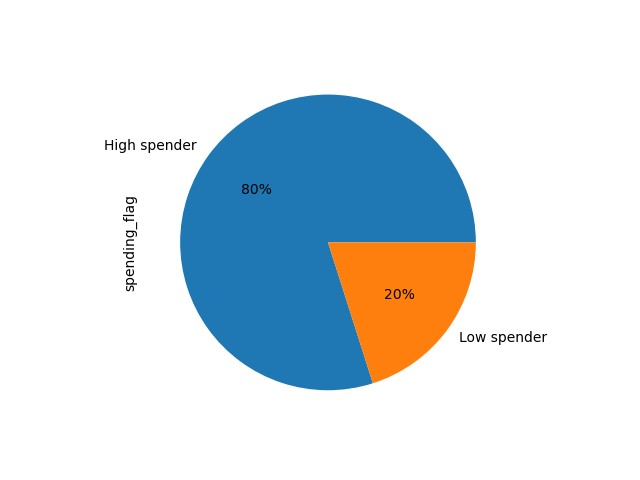 High spender
80%
spending_flag
20%
Low spender